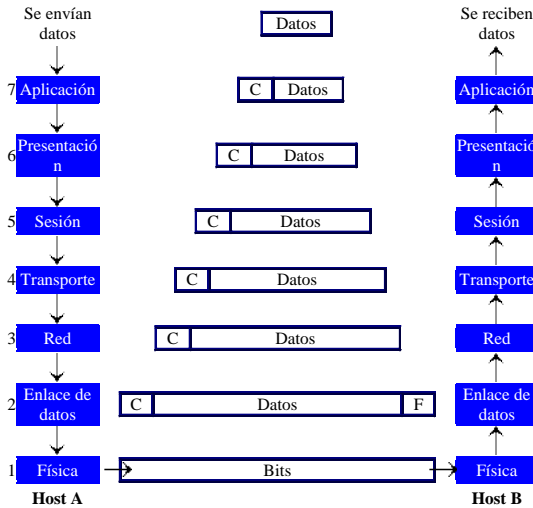 Se envían
datos
Datos
Se reciben
datos
7 Aplicación
C Datos
Aplicación
6 Presentació
n
C Datos
Presentació
n
5 Sesión
C Datos
Sesión
4 Transporte
C Datos
Transporte
3 Red
C Datos
Red
2 Enlace de
datos
C Datos F
Enlace de
datos
1 Física
Bits
Física
Host A
Host B